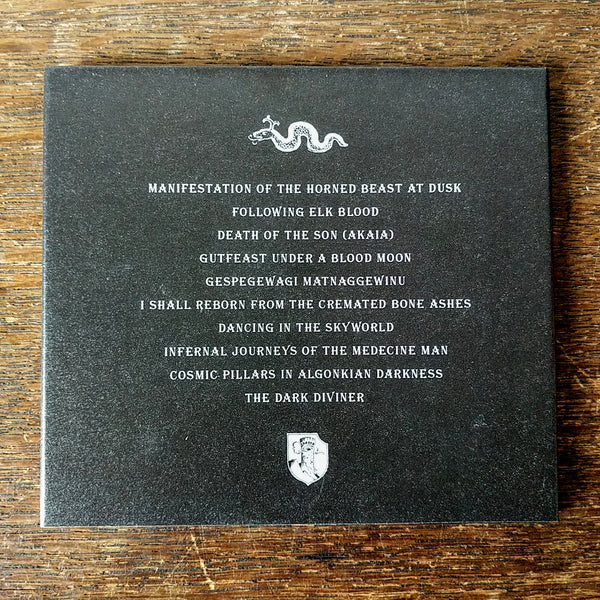 MANIFESTATION OF THE HORNED BEAST AT DUSK
FOLLOWING ELK BLOOD
DEATH OF THE SON (AKAIA)
GUTFEAST UNDER A BLOOD MOON
GESPEGEWAGI MATNAGGEWINU
I SHALL REBORN FROM THE CREMATED BONE ASHES
DANCING IN THE SKYWORLD
INFERNAL JOURNEYS OF THE MEDECINE MAN
COSMIC PILLARS IN ALGONKIAN DARKNESS
THE DARK DIVINER